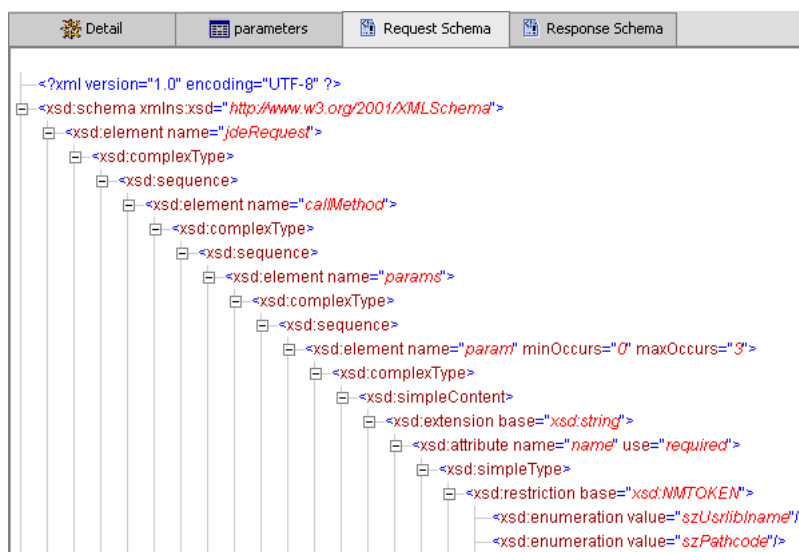 Detail parameters Request Schema Response Schema
<?xml version="1.0" encoding="UTF-8" ?>
<xsd:schema xmlns:xsd="http://www.w3.org/2001/XMLSchema">
<xsd:element name="jdeRequest">
<xsd:complexType>
<xsd:sequence>
<xsd:element name="callMethod">
<xsd:complexType>
<xsd:sequence>
<xsd:element name="params">
<xsd:complexType>
<xsd:sequence>
<xsd:element name="param" minOccurs="0" maxOccurs="3">
<xsd:complexType>
<xsd:simpleContent>
<xsd:extension base="xsd:string">
<xsd:attribute name="name" use="required">
<xsd:simpleType>
<xsd:restriction base="xsd:NMTOKEN">
<xsd:enumeration value="szUsrliblname"/
<xsd:enumeration value="szPathcode"/>